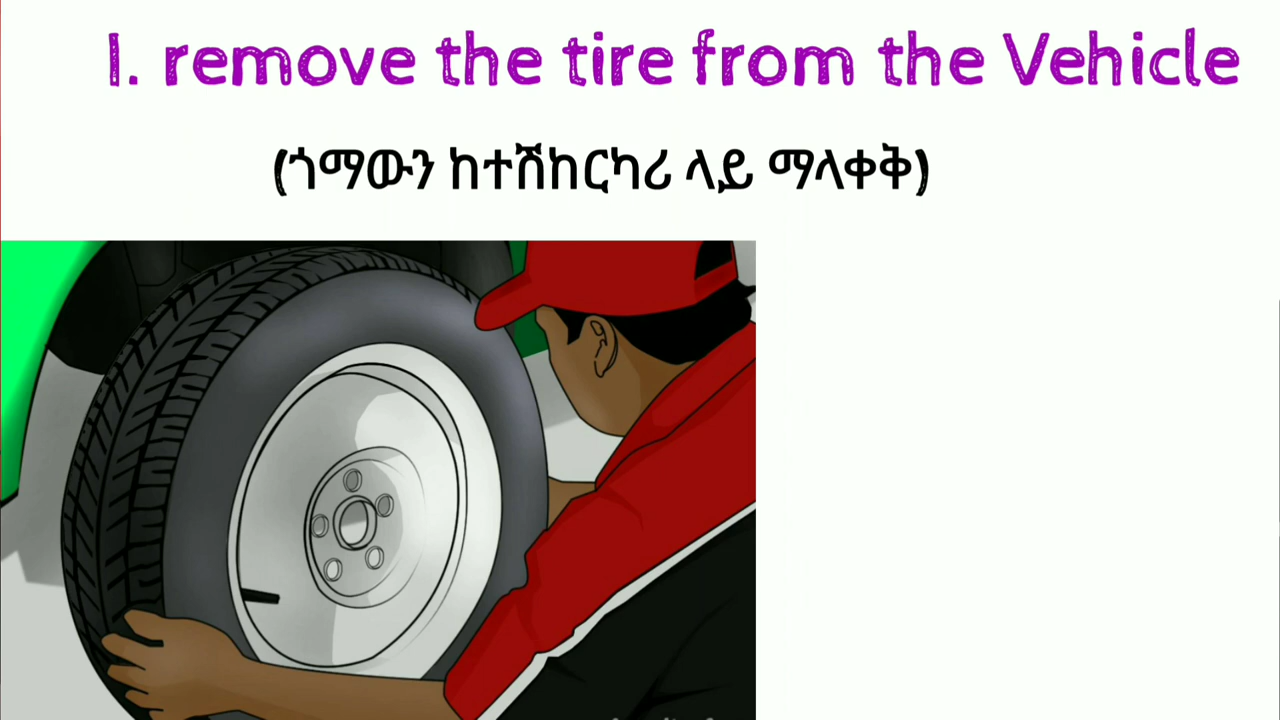 1. remove the tire from the Vehicle
(ጎማውን ከተሽከርካሪ ላይ ማላቀቅ)